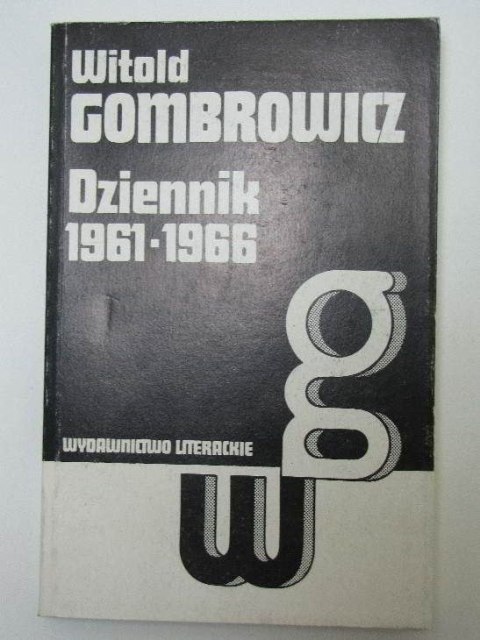 Witold
GOMBROWICZ
Dziennik
1961·1966
WYDAWNICTWO LITERACKIE
g
w